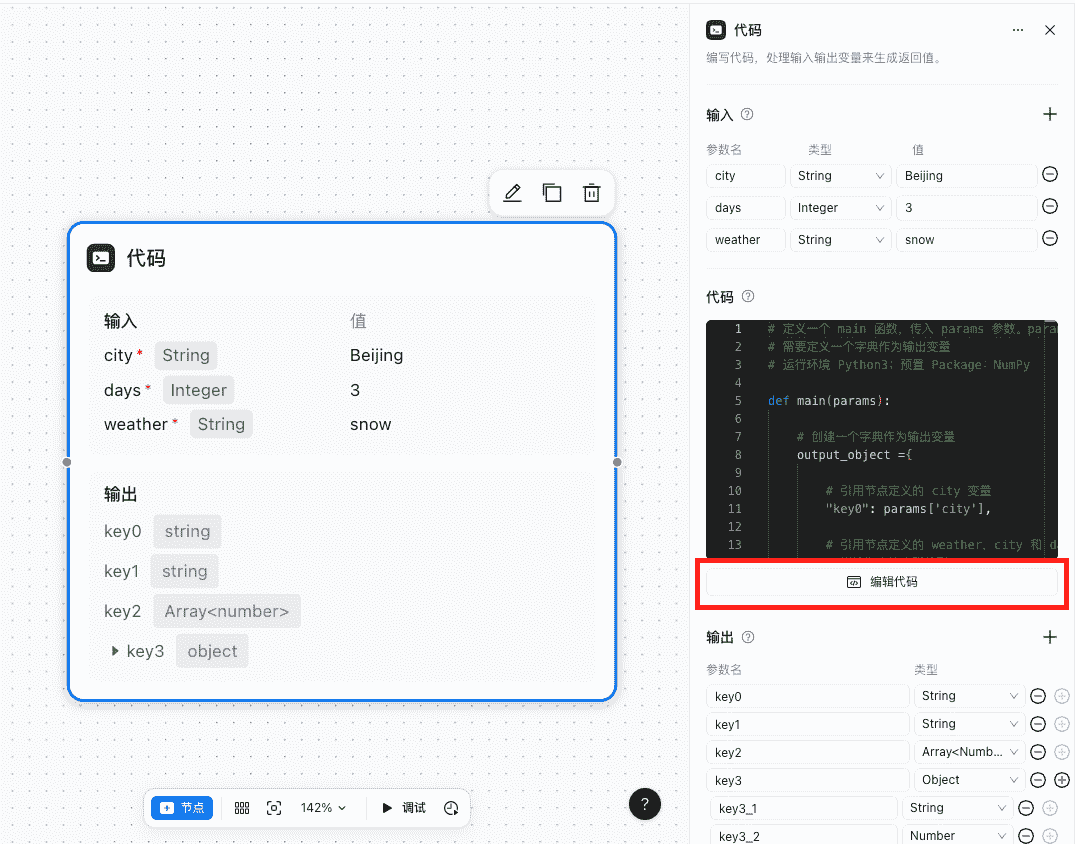 代码
输入 值
city * String Beijing
days * Integer 3
weather * String snow
输出
key0 string
key1 string
key2 Array<number>
key3 object
节点 142% 调试 ?
代码
编写代码，处理输入输出变量来生成返回值。
输入 ?
参数名 类型 值
city String Beijing
days Integer 3
weather String snow
代码 ?
1 # 定义一个 main 函数，传入 params 参数。para
2 # 需要定义一个字典作为输出变量
3 # 运行环境 Python3；预置 Package：NumPy
4
5 def main(params):
6
7 # 创建一个字典作为输出变量
8 output_object ={
9
10 # 引用节点定义的 city 变量
11 "key0": params['city'],
12
13 # 引用节点定义的 weather、city 和 d
编辑代码
输出 ?
参数名 类型
key0 String
key1 String
key2 Array<Numb...
key3 Object
key3_1 String
key3_2 Number